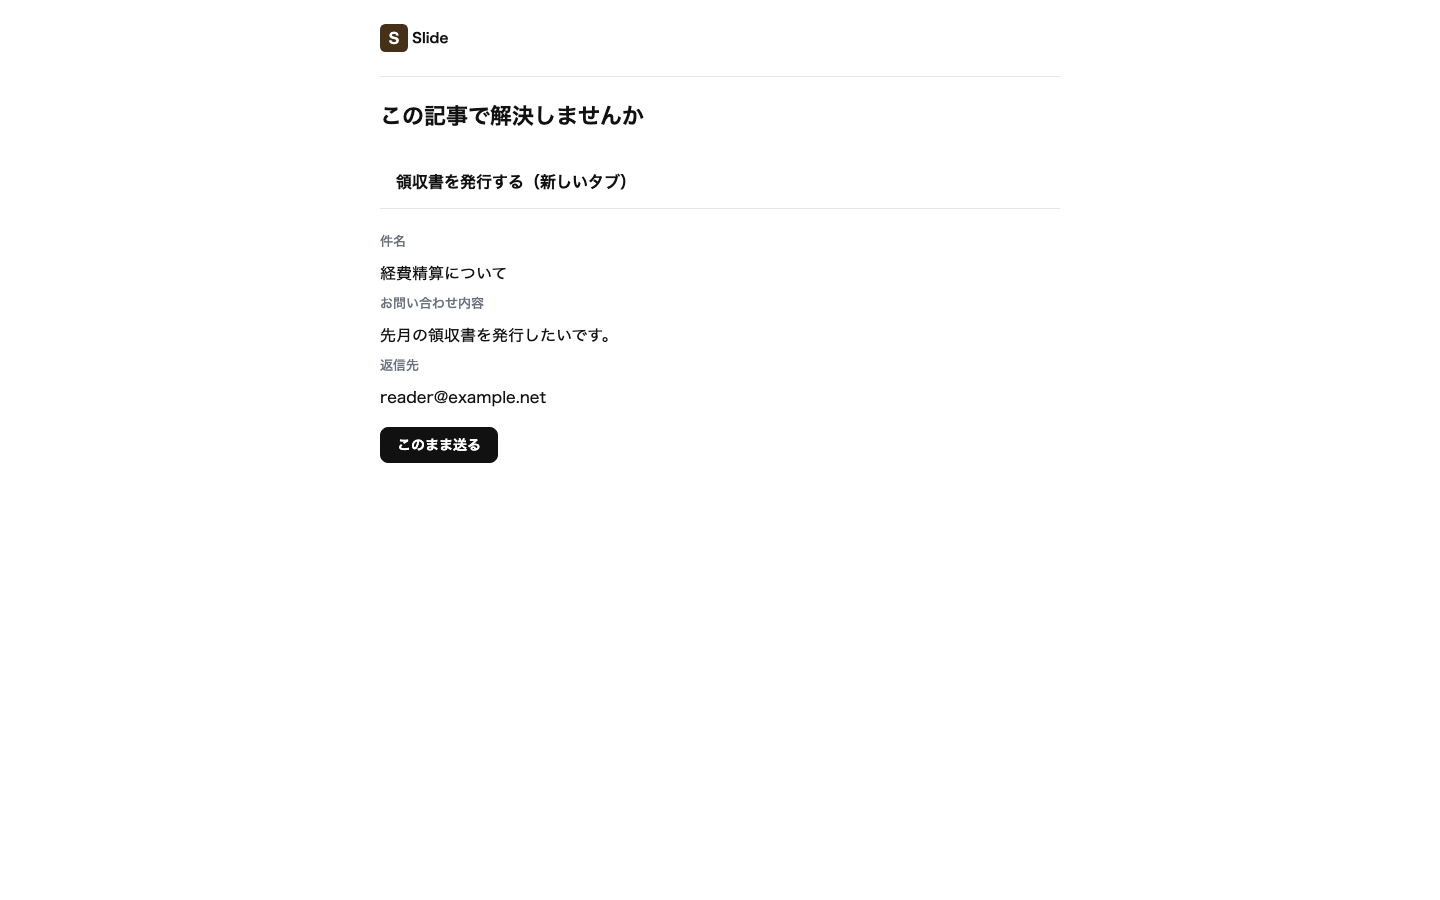 S Slide
この記事で解決しませんか
領収書を発行する（新しいタブ）
件名
経費精算について
お問い合わせ内容
先月の領収書を発行したいです。
返信先
reader@example.net
このまま送る